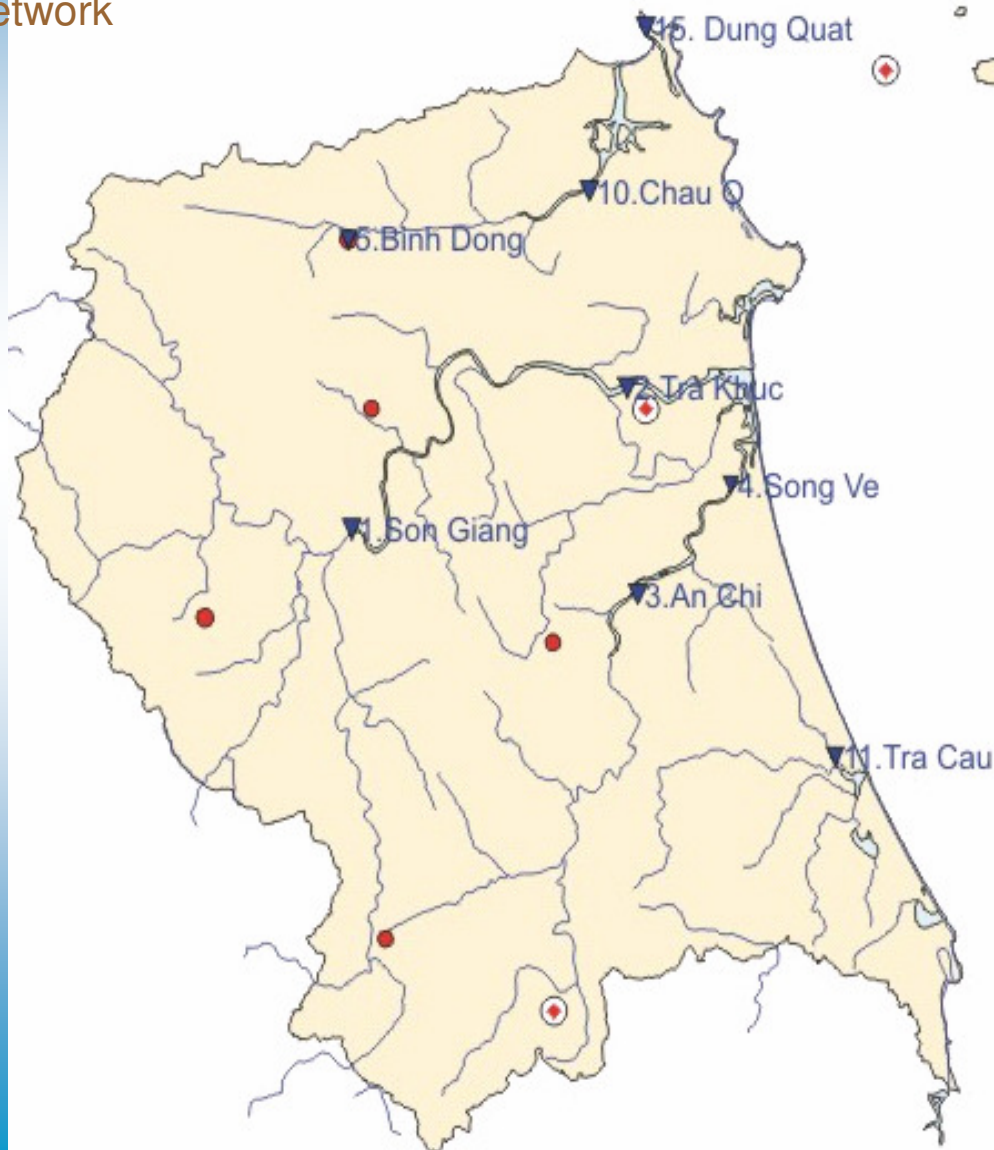 etwork
15. Dung Quat
10.Chau O
5.Binh Dong
2.Tra Khuc
4.Song Ve
1.Son Giang
3.An Chi
11.Tra Cau